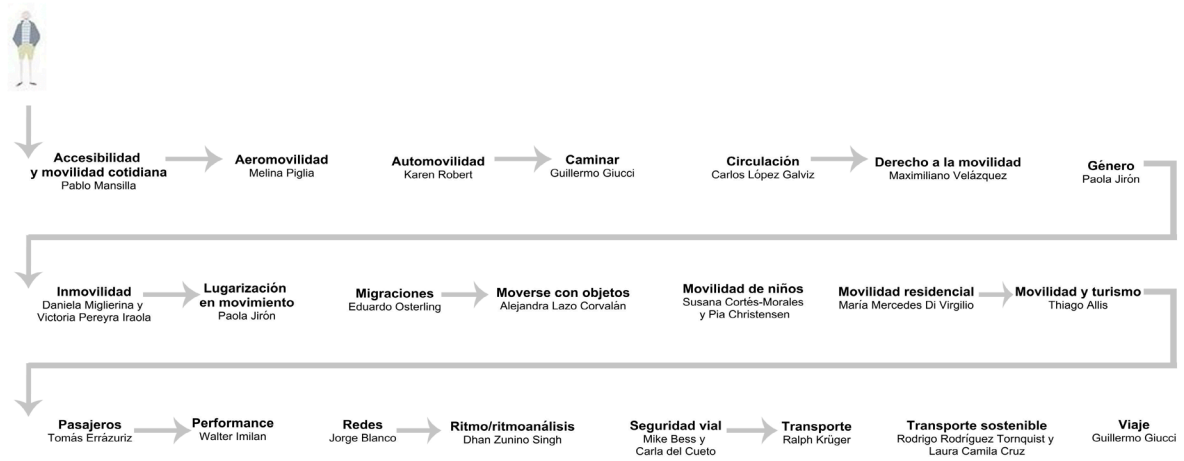 Accesibilidad
y movilidad cotidiana
Pablo Mansilla
Aeromovilidad
Melina Piglia
Automovilidad
Karen Robert
Caminar
Guillermo Giucci
Circulación
Carlos López Galviz
Derecho a la movilidad
Maximiliano Velázquez
Género
Paola Jirón
Inmovilidad
Daniela Miglierina y
Victoria Pereyra Iraola
Lugarización
en movimiento
Paola Jirón
Migraciones
Eduardo Osterling
Moverse con objetos
Alejandra Lazo Corvalán
Movilidad de niños
Susana Cortés-Morales
y Pia Christensen
Movilidad residencial
María Mercedes Di Virgilio
Movilidad y turismo
Thiago Allis
Pasajeros
Tomás Errázuriz
Performance
Walter Imilan
Redes
Jorge Blanco
Ritmo/ritmoanálisis
Dhan Zunino Singh
Seguridad vial
Mike Bess y
Carla del Cueto
Transporte
Ralph Krüger
Transporte sostenible
Rodrigo Rodríguez Tornquist y
Laura Camila Cruz
Viaje
Guillermo Giucci